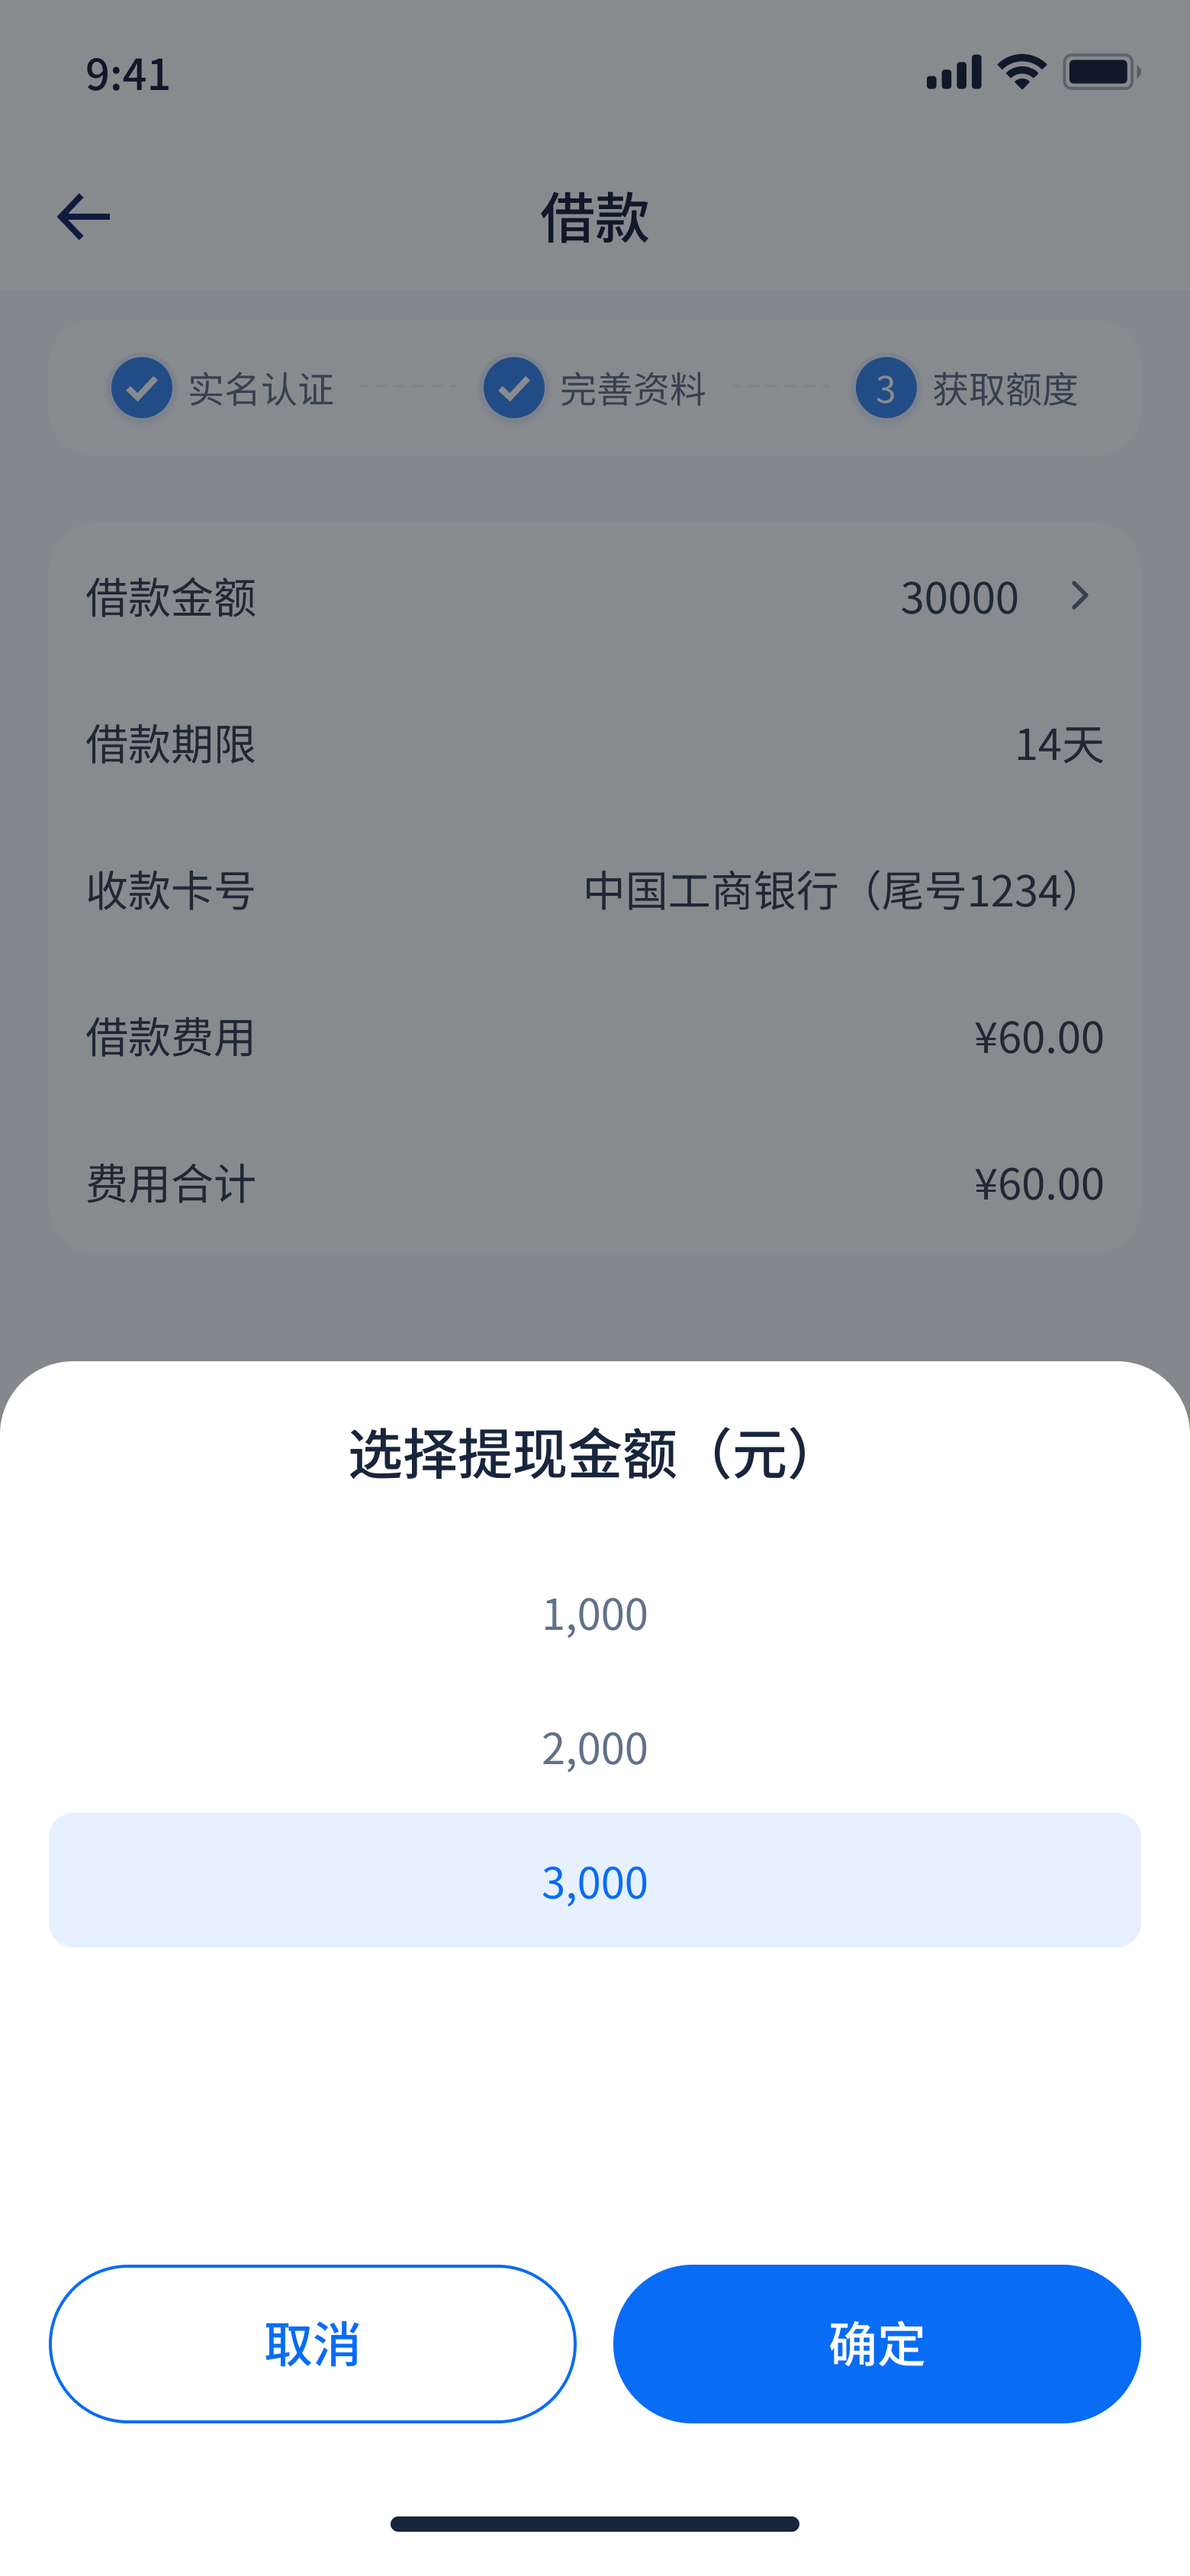 9:41
借款
实名认证 完善资料 3 获取额度
借款金额 30000
借款期限 14天
收款卡号 中国工商银行（尾号1234）
借款费用 ¥60.00
费用合计 ¥60.00
选择提现金额（元）
1,000
2,000
3,000
取消 确定